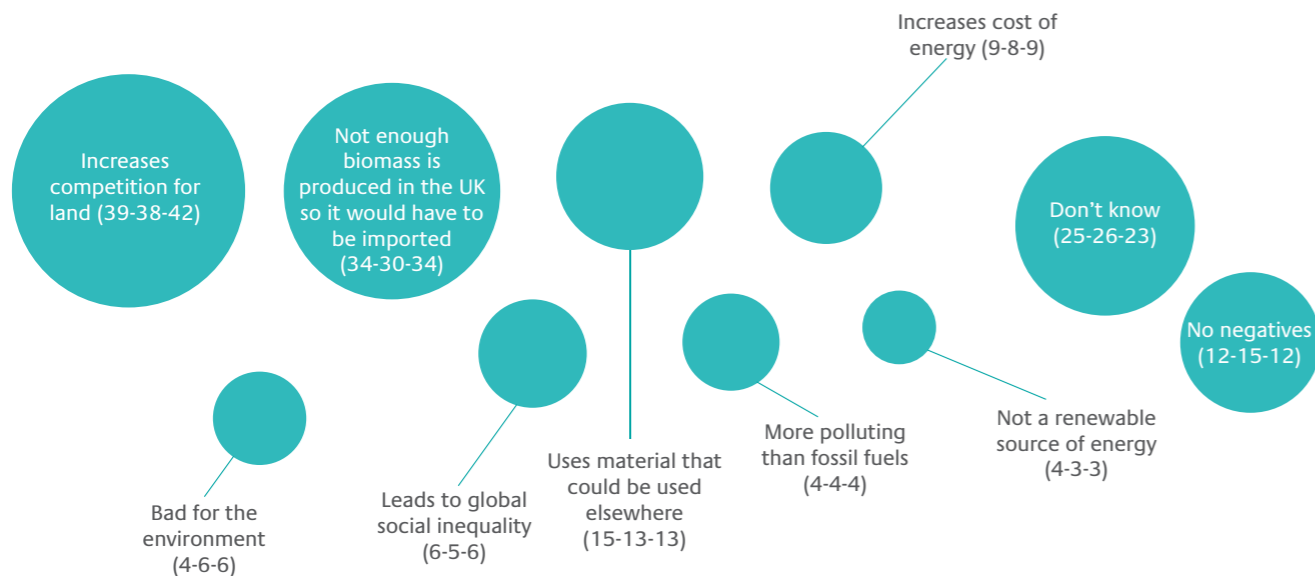 Increases cost of
energy (9-8-9)
Increases
competition for
land (39-38-42)
Not enough
biomass is
produced in the UK
so it would have to
be imported
(34-30-34)
Don't know
(25-26-23)
No negatives
(12-15-12)
Bad for the
environment
(4-6-6)
Leads to global
social inequality
(6-5-6)
Uses material that
could be used
elsewhere
(15-13-13)
More polluting
than fossil fuels
(4-4-4)
Not a renewable
source of energy
(4-3-3)